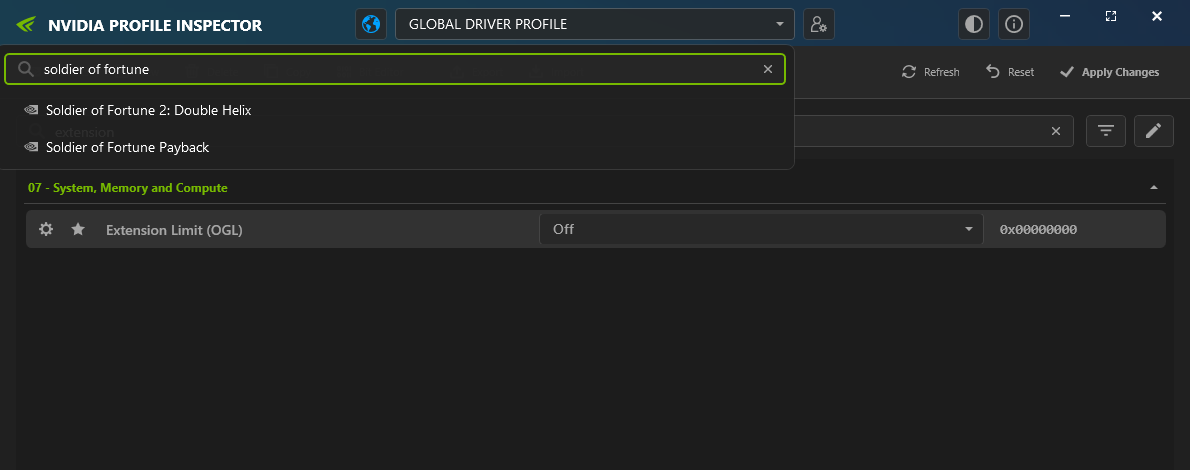 NVIDIA PROFILE INSPECTOR
GLOBAL DRIVER PROFILE
soldier of fortune
Refresh
Reset
Apply Changes
Soldier of Fortune 2: Double Helix
extension
Soldier of Fortune Payback
07 - System, Memory and Compute
Extension Limit (OGL)
Off
0x00000000